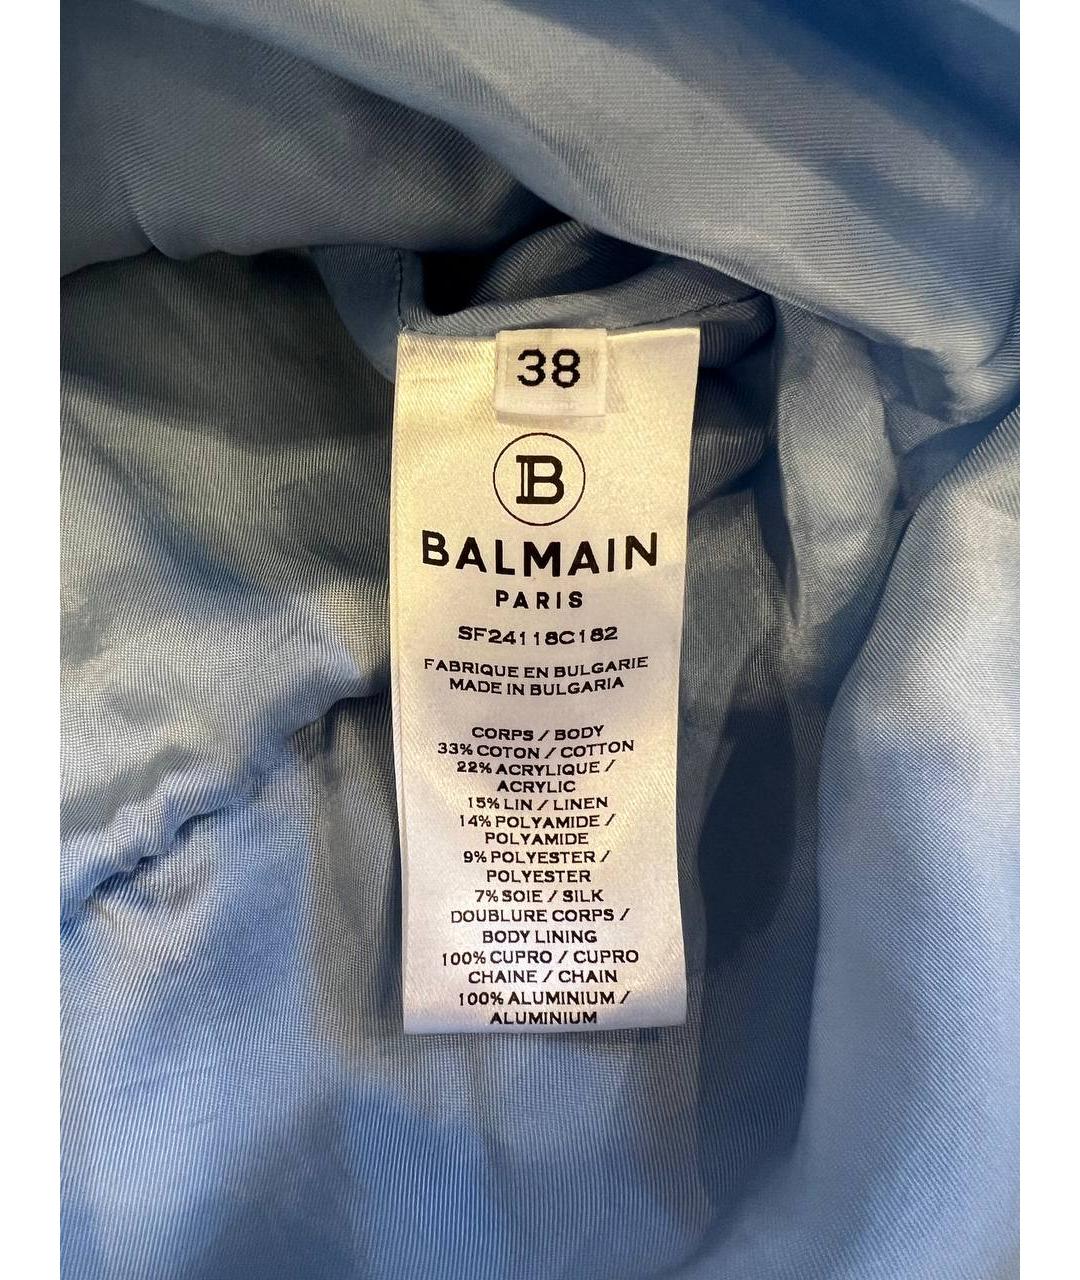 38
B
BALMAIN
PARIS
SF24118C182
FABRIQUE EN BULGARIE
MADE IN BULGARIA
CORPS / BODY
33% COTON / COTTON
22% ACRYLIQUE /
ACRYLIC
15% LIN / LINEN
14% POLYAMIDE /
POLYAMIDE
9% POLYESTER /
POLYESTER
7% SOIE / SILK
DOUBLURE CORPS /
BODY LINING
100% CUPRO / CUPRO
CHAINE / CHAIN
100% ALUMINIUM /
ALUMINIUM